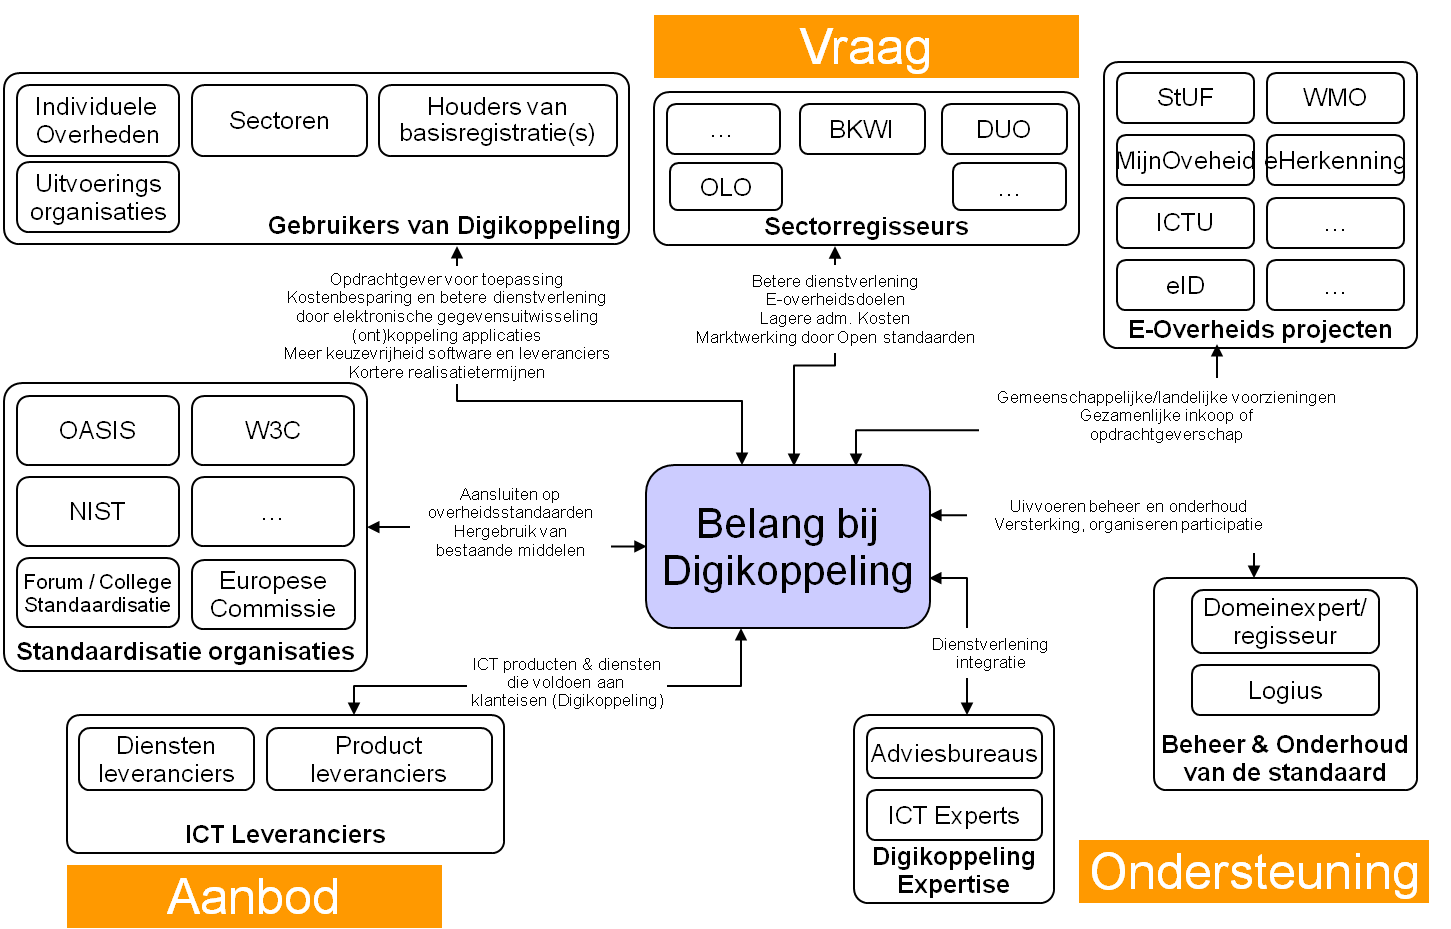 Vraag
Individuele
Overheden
Sectoren
Houders van
basisregistratie(s)
Uitvoerings
organisaties
Gebruikers van Digikoppeling
...
BKWI
DUO
OLO
...
Sectorregisseurs
StUF
WMO
MijnOveheid
eHerkenning
ICTU
...
eID
...
E-Overheids projecten
Opdrachtgever voor toepassing
Kostenbesparing en betere dienstverlening
door elektronische gegevensuitwisseling
(ont)koppeling applicaties
Meer keuzevrijheid software en leveranciers
Kortere realisatietermijnen
Betere dienstverlening
E-overheidsdoelen
Lagere adm. Kosten
Marktwerking door Open standaarden
Gemeenschappelijke/landelijke voorzieningen
Gezamenlijke inkoop of
opdrachtgeverschap
OASIS
W3C
NIST
...
Forum / College
Standaardisatie
Europese
Commissie
Standaardisatie organisaties
Aansluiten op
overheidsstandaarden
Hergebruik van
bestaande middelen
Belang bij
Digikoppeling
Uivvoeren beheer en onderhoud
Versterking, organiseren participatie
Domeinexpert/
regisseur
Logius
Beheer & Onderhoud
van de standaard
Dienstverlening
integratie
ICT producten & diensten
die voldoen aan
klanteisen (Digikoppeling)
Diensten
leveranciers
Product
leveranciers
ICT Leveranciers
Adviesbureaus
ICT Experts
Digikoppeling
Expertise
Aanbod
Ondersteuning